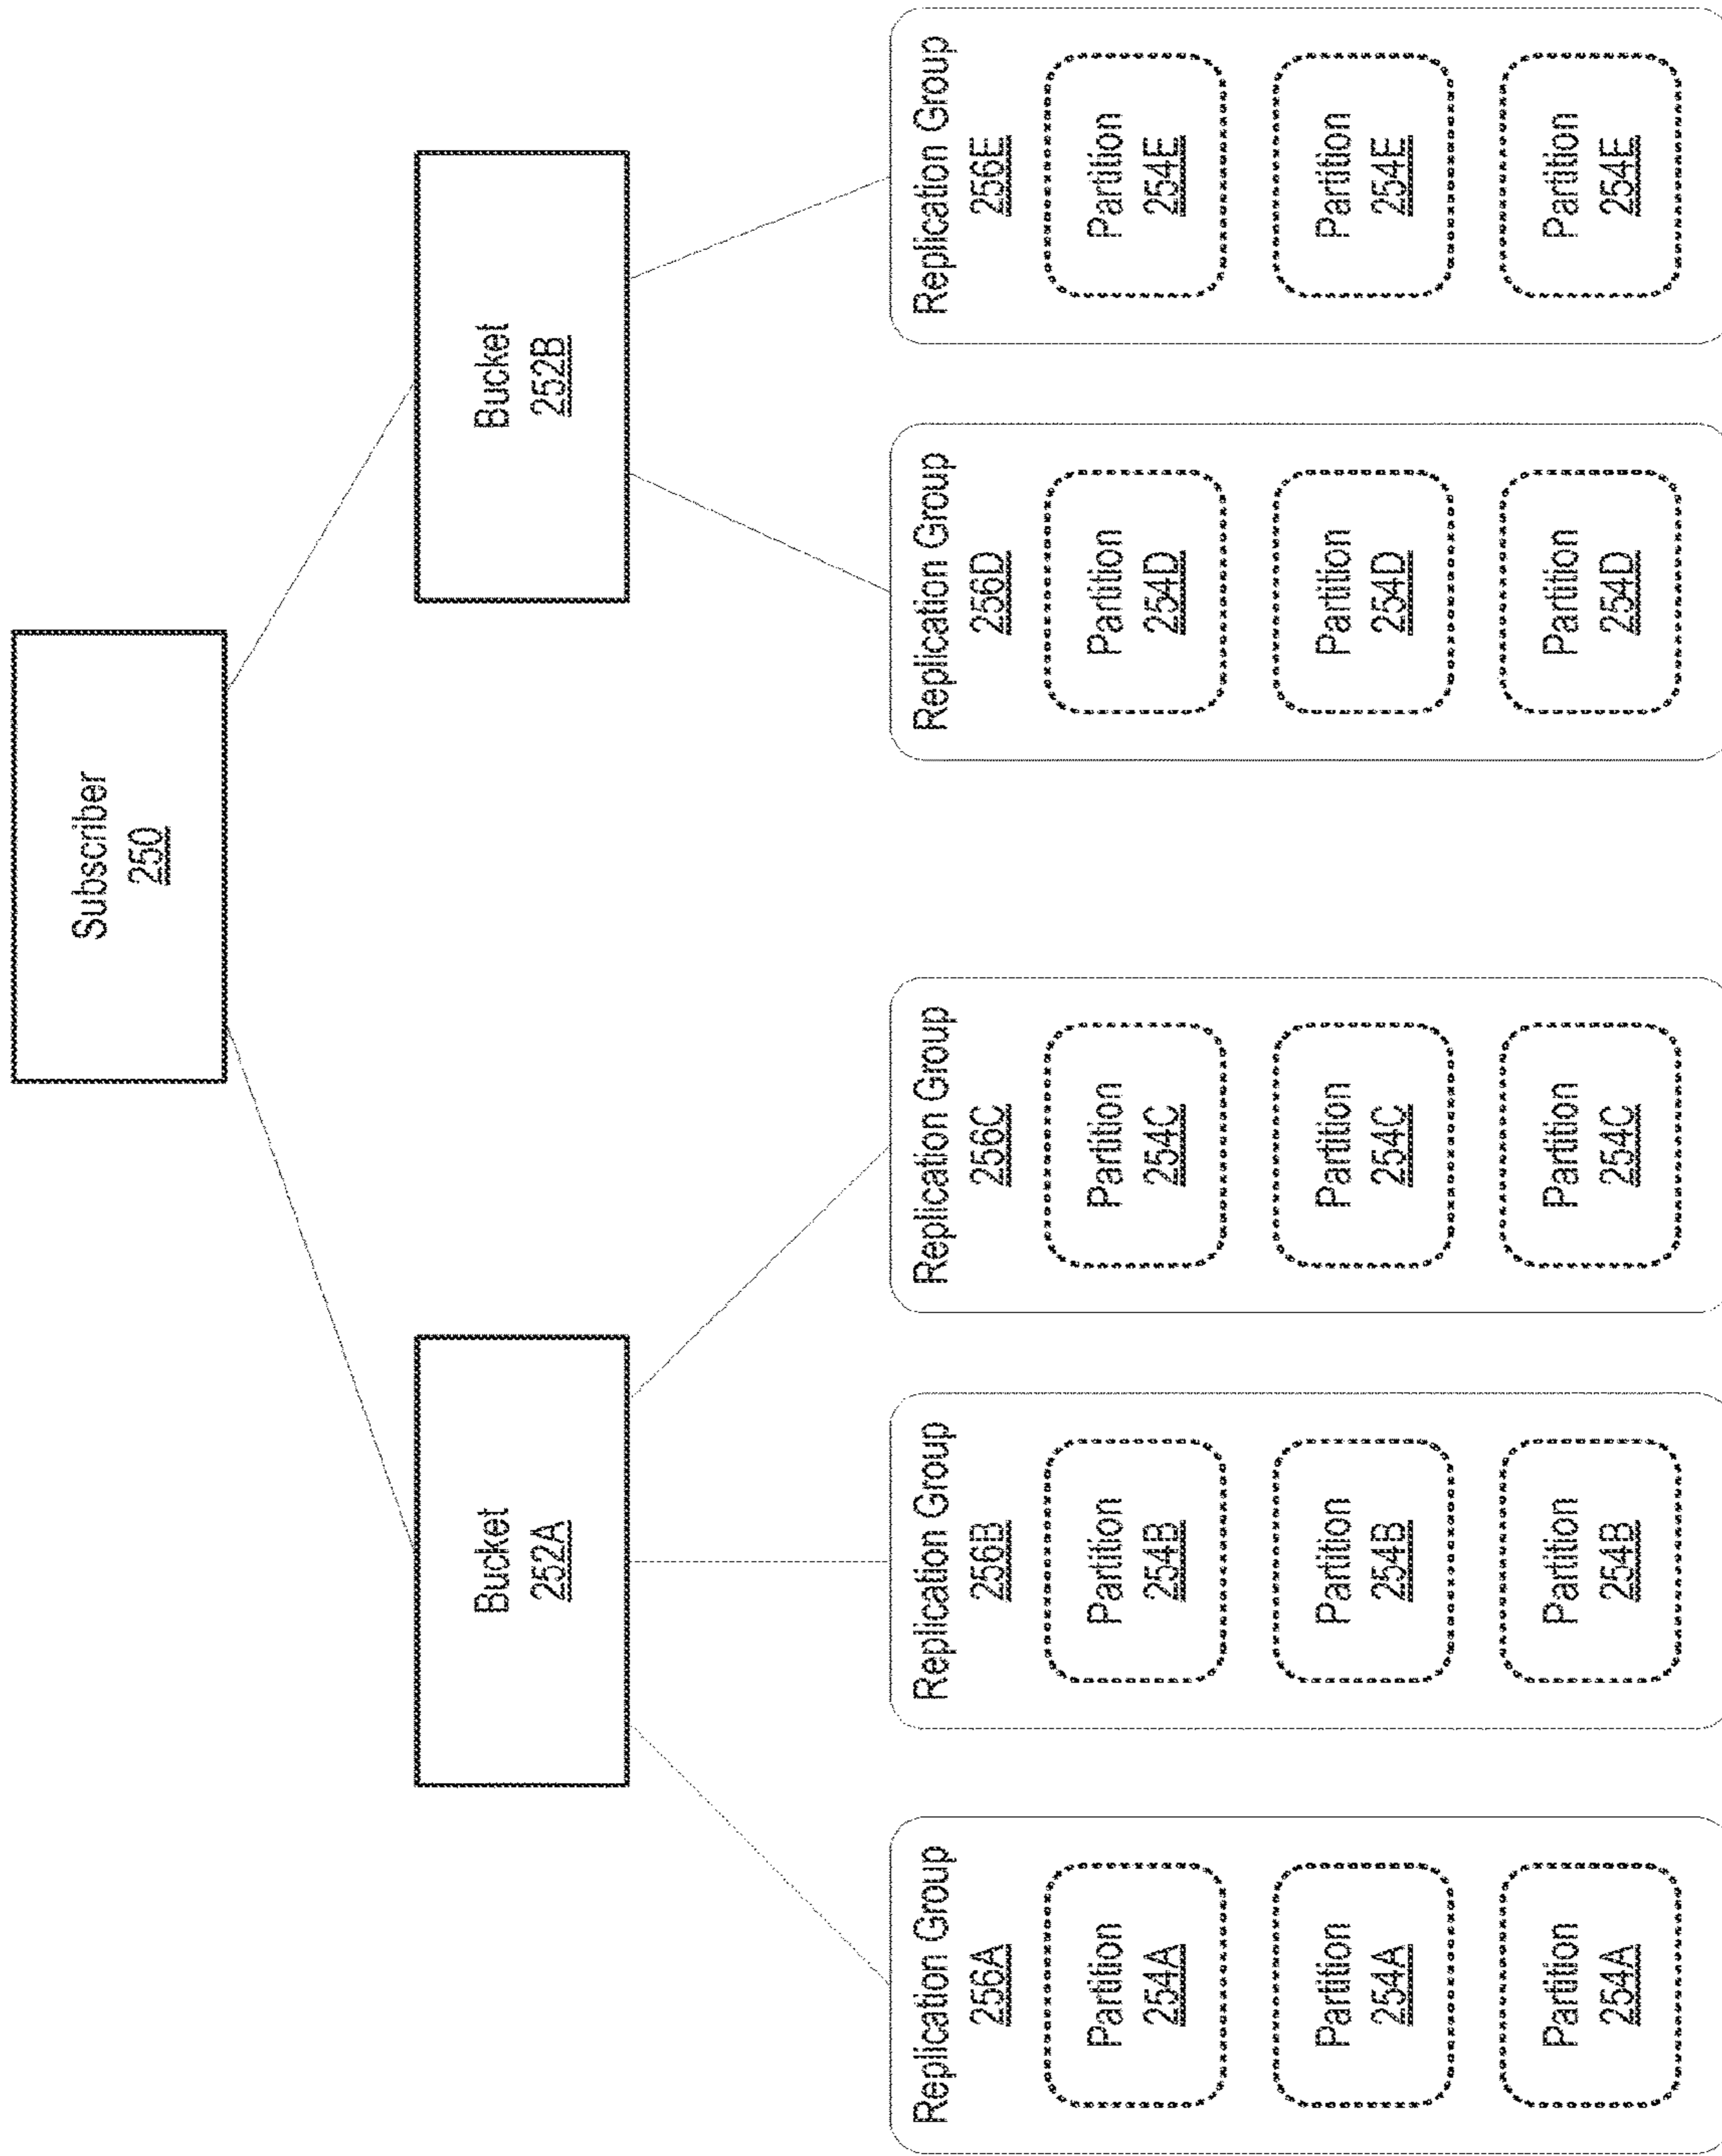 Subscriber
250
Bucket
252A
Bucket
252B
Replication Group
256A
Partition
254A
Partition
254A
Partition
254A
Replication Group
256B
Partition
254B
Partition
254B
Partition
254B
Replication Group
256C
Partition
254C
Partition
254C
Partition
254C
Replication Group
256D
Partition
254D
Partition
254D
Partition
254D
Replication Group
256E
Partition
254E
Partition
254E
Partition
254E